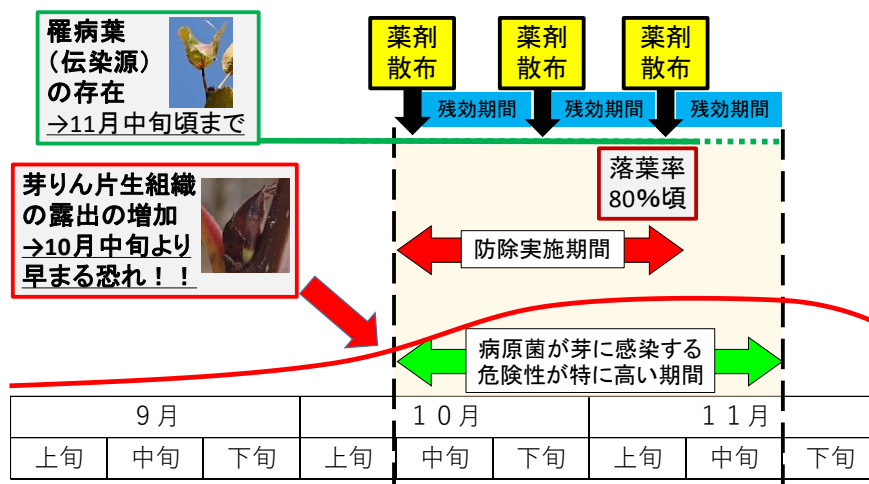 罹病葉
（伝染源）
の存在
→11月中旬頃まで
薬剤
散布
薬剤
散布
薬剤
散布
残効期間
残効期間
残効期間
芽りん片生組織
の露出の増加
→10月中旬より
早まる恐れ！！
落葉率
80%頃
防除実施期間
病原菌が芽に感染する
危険性が特に高い期間
９月
１０月
１１月
上旬
中旬
下旬
上旬
中旬
下旬
上旬
中旬
下旬